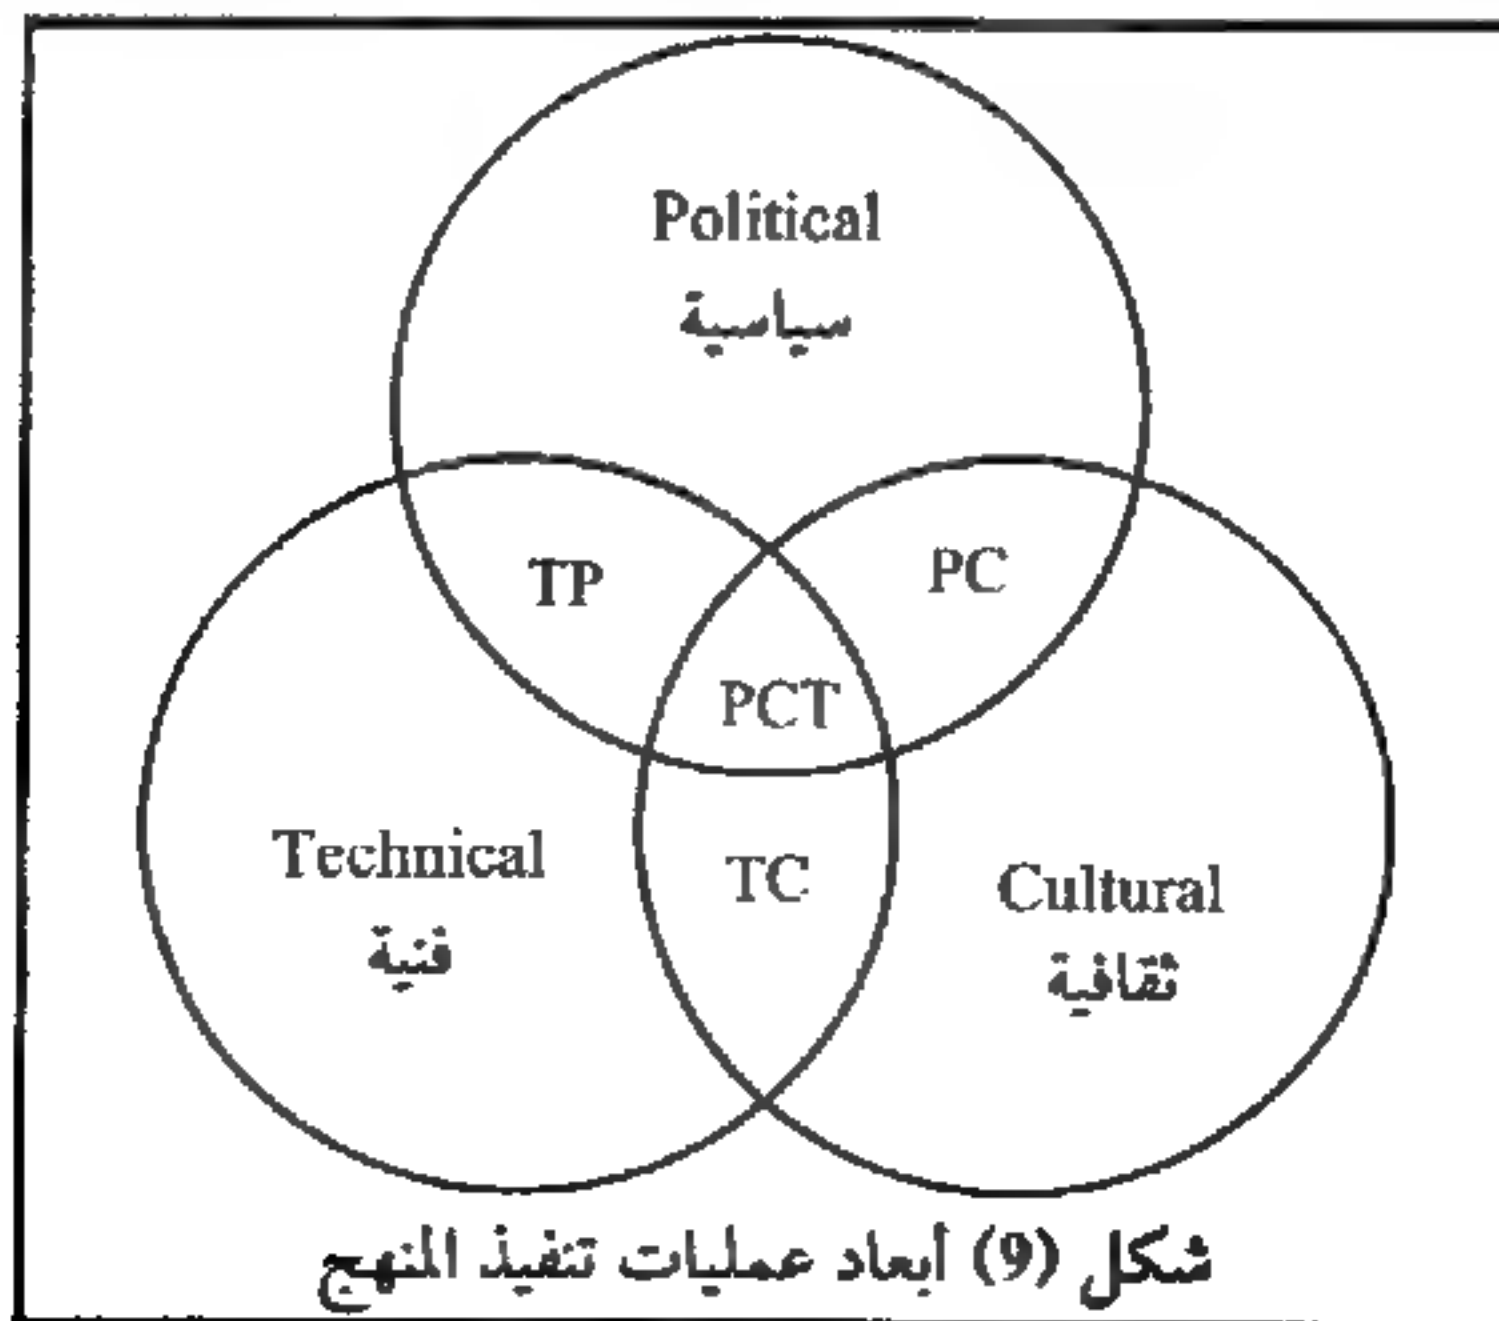 Political
سياسية
TP
PC
PCT
Technical
فنية
TC
Cultural
ثقافية
شكل (9) أبعاد عمليات تنفيذ المنهج